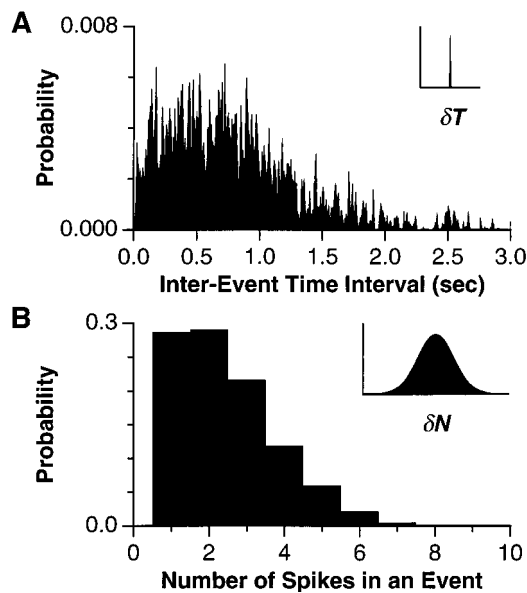 A
0.008
Probability
0.000
0.0 0.5 1.0 1.5 2.0 2.5 3.0
Inter-Event Time Interval (sec)
δT
B
0.3
Probability
0.0
0 2 4 6 8 10
Number of Spikes in an Event
δN